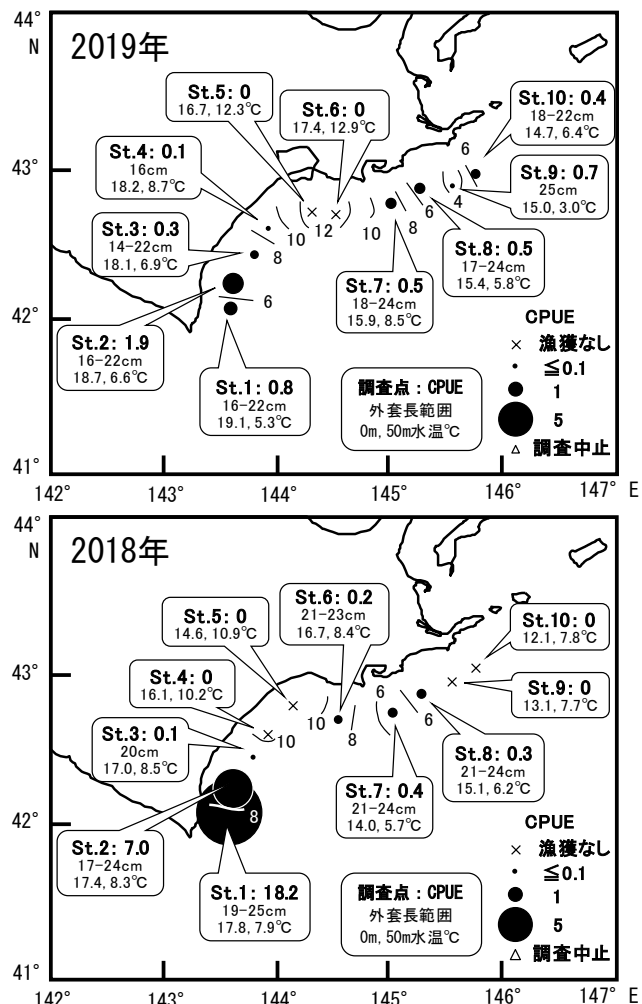 44°
N
2019年
St.5: 0
16.7, 12.3℃
St.6: 0
17.4, 12.9℃
St.10: 0.4
18-22cm
14.7, 6.4℃
43°
St.4: 0.1
16cm
18.2, 8.7℃
6
St.9: 0.7
25cm
15.0, 3.0℃
4
6
10
12
10
8
8
St.3: 0.3
14-22cm
18.1, 6.9℃
St.8: 0.5
17-24cm
15.4, 5.8℃
6
St.7: 0.5
18-24cm
15.9, 8.5℃
42°
St.2: 1.9
16-22cm
18.7, 6.6℃
St.1: 0.8
16-22cm
19.1, 5.3℃
調査点：CPUE
外套長範囲
0m, 50m水温℃
CPUE
× 漁獲なし
≦0.1
1
5
△ 調査中止
41°
142° 143° 144° 145° 146° 147° E
44°
N
2018年
St.6: 0.2
21-23cm
16.7, 8.4℃
St.5: 0
14.6, 10.9℃
St.10: 0
12.1, 7.8℃
43°
St.4: 0
16.1, 10.2℃
St.9: 0
13.1, 7.7℃
6
10
8
6
10
St.3: 0.1
20cm
17.0, 8.5℃
St.8: 0.3
21-24cm
15.1, 6.2℃
St.7: 0.4
21-24cm
14.0, 5.7℃
8
42°
St.2: 7.0
17-24cm
17.4, 8.3℃
St.1: 18.2
19-25cm
17.8, 7.9℃
調査点：CPUE
外套長範囲
0m, 50m水温℃
CPUE
× 漁獲なし
≦0.1
1
5
△ 調査中止
41°
142° 143° 144° 145° 146° 147° E